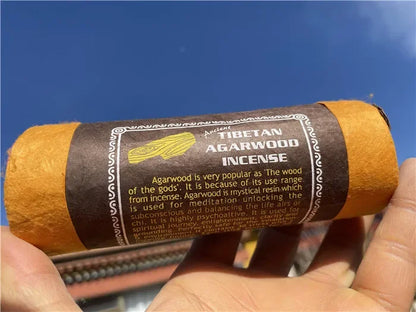 Ancient
TIBETAN
AGARWOOD
INCENSE
Agarwood is very popular as 'The wood
of the gods'. It is because of its use range
from incense. Agarwood is mystical resin which
is used for meditation unlocking the
subconscious and balancing the life airs or
chi. It is highly psychoaltive. It is used for
spiritual journey